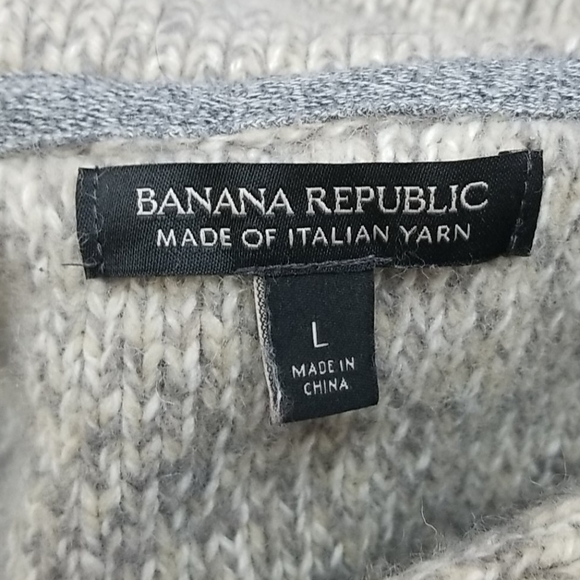 BANANA REPUBLIC
MADE OF ITALIAN YARN
L
MADE IN
CHINA